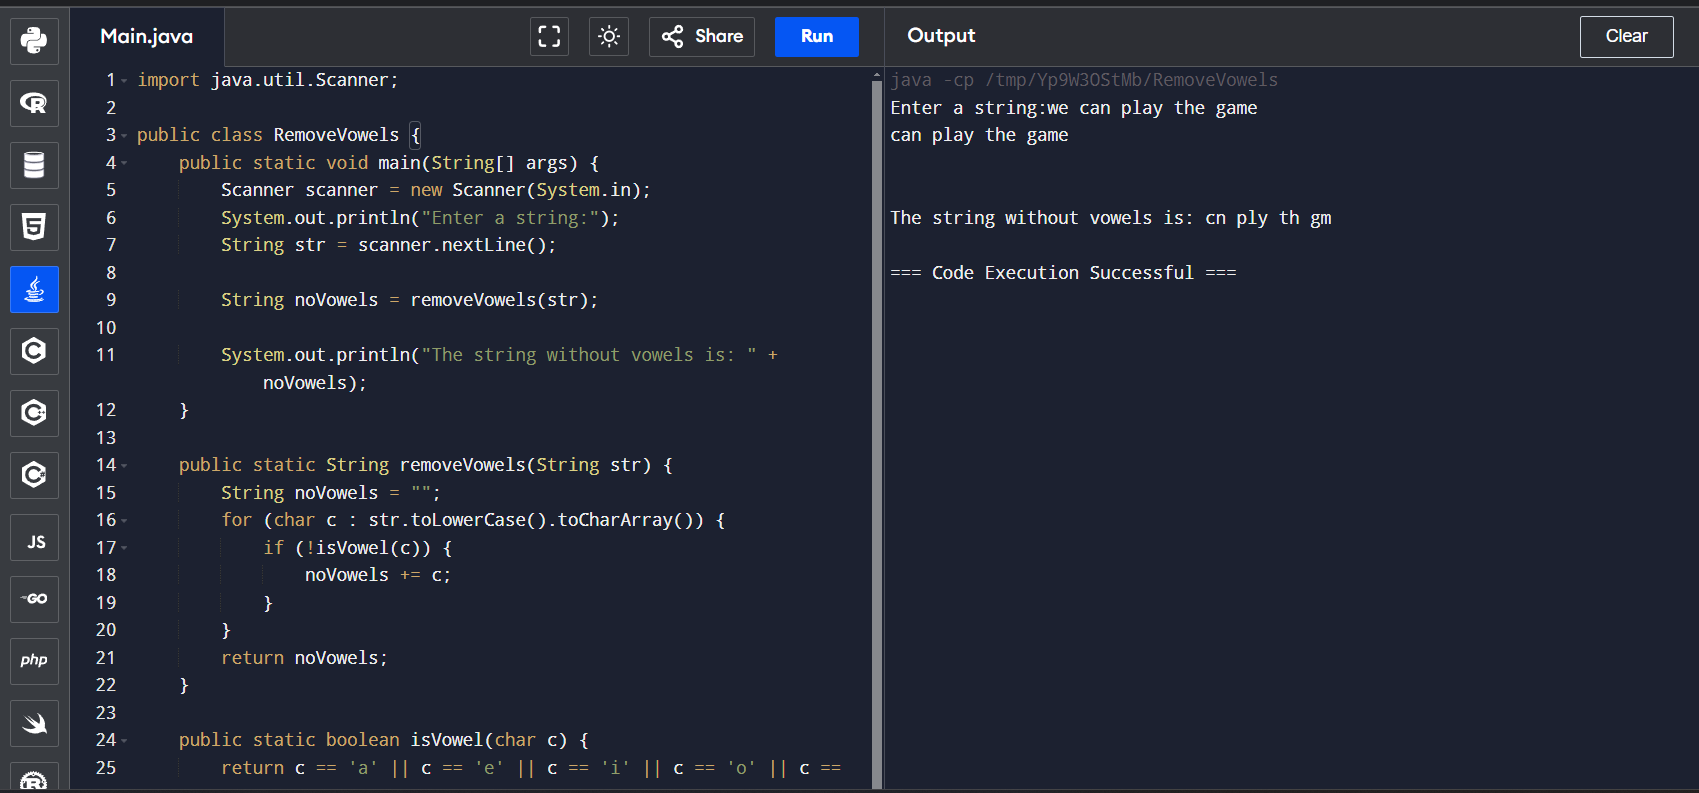 Main.java
Share
Run
Output
Clear
1 import java.util.Scanner;
2
3 public class RemoveVowels {
4 public static void main(String[] args) {
5 Scanner scanner = new Scanner(System.in);
6 System.out.println("Enter a string:");
7 String str = scanner.nextLine();
8
9 String noVowels = removeVowels(str);
10
11 System.out.println("The string without vowels is: " +
noVowels);
12 }
13
14 public static String removeVowels(String str) {
15 String noVowels = "";
16 for (char c : str.toLowerCase().toCharArray()) {
17 if (!isVowel(c)) {
18 noVowels += c;
19 }
20 }
21 return noVowels;
22 }
23
24 public static boolean isVowel(char c) {
25 return c == 'a' || c == 'e' || c == 'i' || c == 'o' || c ==
java -cp /tmp/Yp9W3OStMb/RemoveVowels
Enter a string:we can play the game
can play the game
The string without vowels is: cn ply th gm
=== Code Execution Successful ===
R
5
C
C
C
JS
GO
php
R